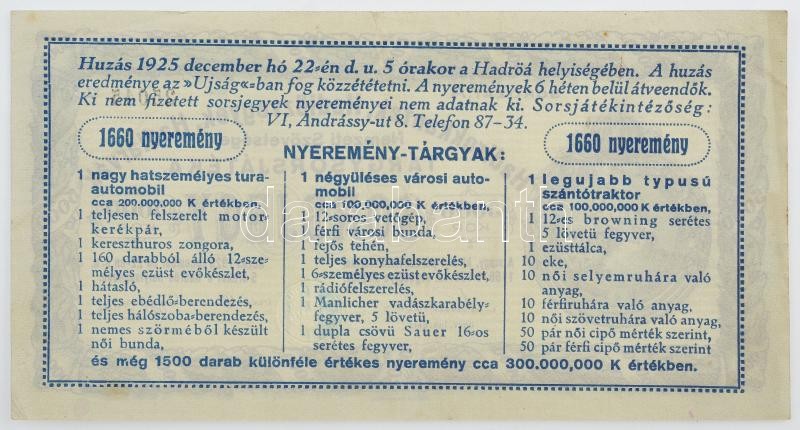 Huzás 1925 december hó 22-én d. u. 5 órakor a Hadröá helyiségében. A huzás
eredménye az »Ujság«-ban fog közzététetni. A nyeremények 6 héten belül átveendők.
Ki nem fizetett sorsjegyek nyereményei nem adatnak ki. Sorsjátékintézőség:
VI, Andrássy-ut 8. Telefon 87-34.
1660 nyeremény
1660 nyeremény
NYEREMÉNY-TÁRGYAK:
1 nagy hatszemélyes tura-
automobil
cca 200.000.000 K értékben,
1 teljesen felszerelt motor-
kerékpár,
1 kereszthuros zongora,
1 160 darabból álló 12-sze-
mélyes ezüst evőkészlet,
1 hátasló,
1 teljes ebédlő-berendezés,
1 teljes hálószoba-berendezés,
1 nemes szőrméből készült
női bunda,
1 négyüléses városi auto-
mobil
cca 100,000,000 K értékben,
1 12-soros vetőgép,
1 férfi városi bunda,
1 fejős tehén,
1 teljes konyhafelszerelés,
1 6-személyes ezüst evőkészlet,
1 rádiófelszerelés,
1 Manlicher vadászkarabély-
fegyver, 5 lövetü,
1 dupla csövü Sauer 16-os
serétes fegyver,
1 legujabb typusű
szántótraktor
cca 100,000,000 K értékben,
1 12-es browning serétes
5 lövetü fegyver,
1 ezüsttálca,
10 eke,
10 női selyemruhára való
anyag,
10 férfiruhára való anyag,
10 női szövetruhára való anyag,
50 pár női cipő mérték szerint
50 pár férfi cipő mérték szerint
és még 1500 darab különféle értékes nyeremény cca 300.000,000 K értékben.
darabanth